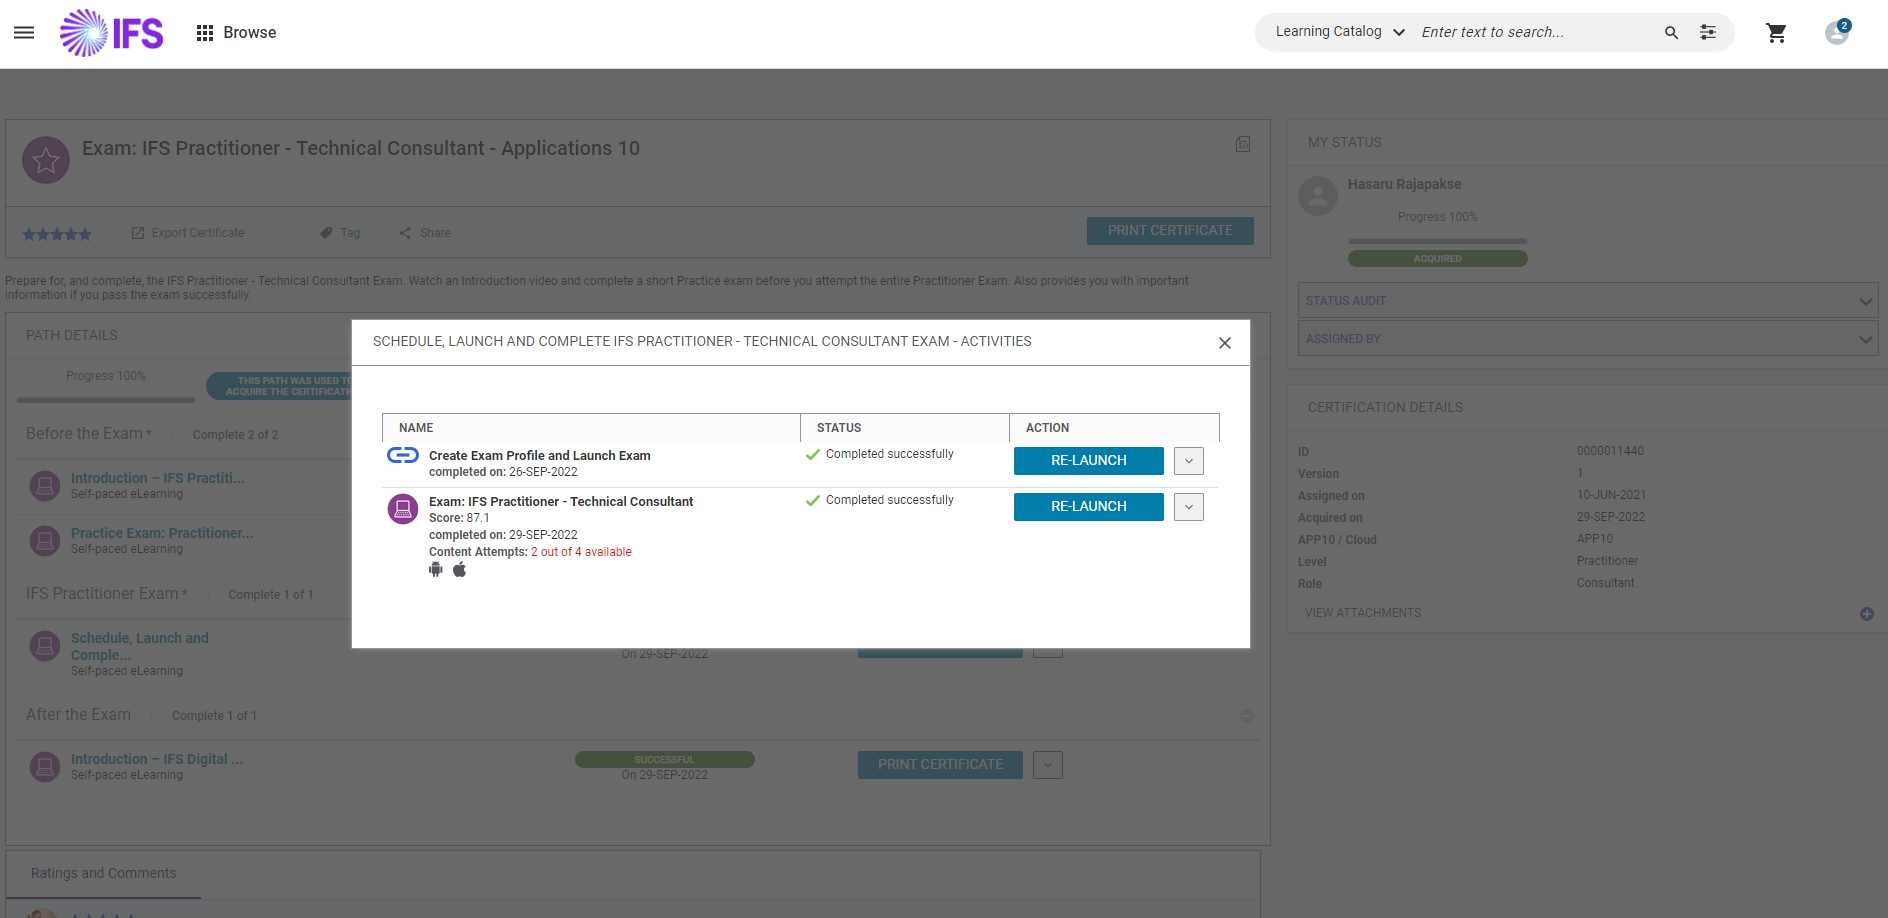 IFS
Browse
Learning Catalog
Enter text to search...
2
Exam: IFS Practitioner - Technical Consultant - Applications 10
Export Certificate
Tag
Share
PRINT CERTIFICATE
Prepare for, and complete, the IFS Practitioner - Technical Consultant Exam. Watch an Introduction video and complete a short Practice exam before you attempt the entire Practitioner Exam. Also provides you with important
information if you pass the exam successfully.
PATH DETAILS
Progress 100%
THIS PATH WAS USED TO
ACQUIRE THE CERTIFICATI
Before the Exam *
Complete 2 of 2
Introduction – IFS Practiti...
Self-paced eLearning
Practice Exam: Practitioner...
Self-paced eLearning
IFS Practitioner Exam *
Complete 1 of 1
Schedule, Launch and
Comple...
Self-paced eLearning
On 29-SEP-2022
After the Exam
Complete 1 of 1
Introduction – IFS Digital ...
Self-paced eLearning
SUCCESSFUL
On 29-SEP-2022
PRINT CERTIFICATE
Ratings and Comments
SCHEDULE, LAUNCH AND COMPLETE IFS PRACTITIONER - TECHNICAL CONSULTANT EXAM - ACTIVITIES
NAME
STATUS
ACTION
Create Exam Profile and Launch Exam
completed on: 26-SEP-2022
Completed successfully
RE-LAUNCH
Exam: IFS Practitioner - Technical Consultant
Score: 87.1
completed on: 29-SEP-2022
Content Attempts: 2 out of 4 available
Completed successfully
RE-LAUNCH
MY STATUS
Hasaru Rajapakse
Progress 100%
ACQUIRED
STATUS AUDIT
ASSIGNED BY
CERTIFICATION DETAILS
ID 0000011440
Version 1
Assigned on 10-JUN-2021
Acquired on 29-SEP-2022
APP10 / Cloud APP10
Level Practitioner
Role Consultant
VIEW ATTACHMENTS